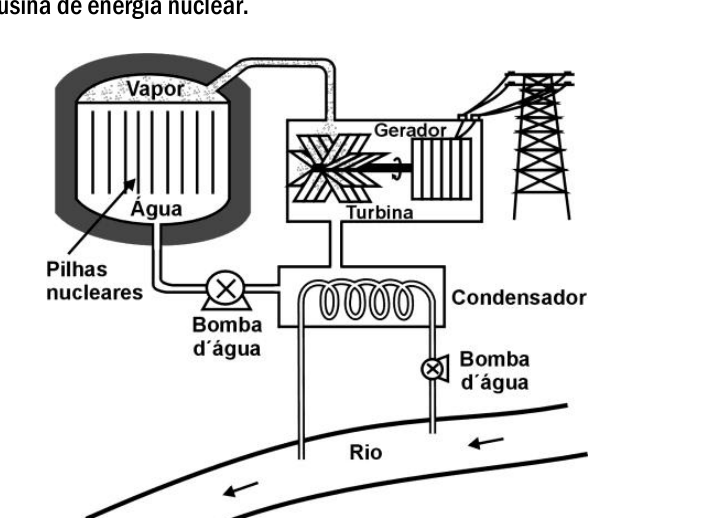 usina de energia nuclear.
Vapor
Gerador
Água
Turbina
Pilhas
nucleares
Condensador
Bomba
d´água
Bomba
d´água
Rio